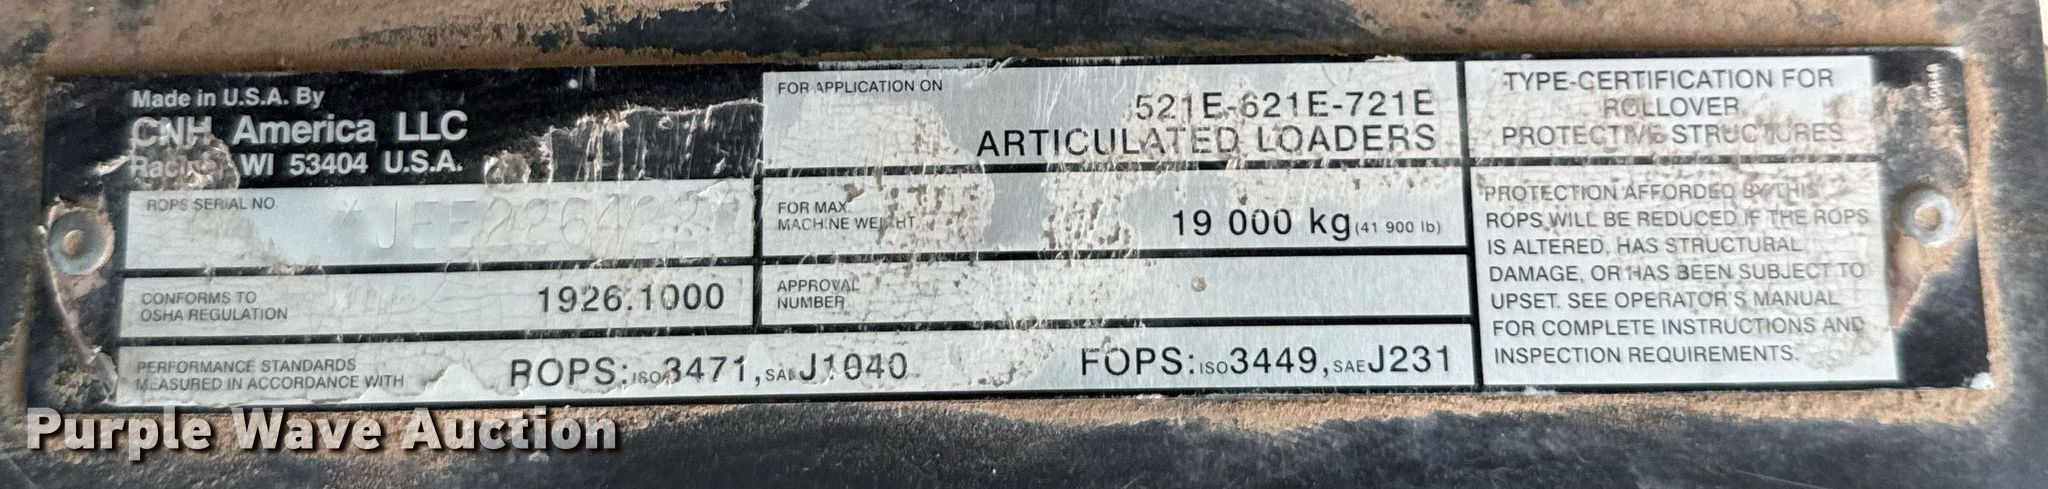 Made in U.S.A. By
CNH America LLC
WI 53404 U.S.A.
ROPS SERIAL NO.
CONFORMS TO
OSHA REGULATION
1926.1000
FOR APPLICATION ON
521E-621E-721E
ARTICULATED LOADERS
FOR MAX.
MACHINE WEIGHT
19 000 kg (41 900 lb)
APPROVAL
NUMBER
PERFORMANCE STANDARDS
MEASURED IN ACCORDANCE WITH
ROPS: ISO 3471, SAE J1040
FOPS: ISO 3449, SAE J231
TYPE-CERTIFICATION FOR
ROLLOVER
PROTECTIVE STRUCTURES
PROTECTION AFFORDED BY THIS
ROPS WILL BE REDUCED IF THE ROPS
IS ALTERED, HAS STRUCTURAL
DAMAGE, OR HAS BEEN SUBJECT TO
UPSET. SEE OPERATOR'S MANUAL
FOR COMPLETE INSTRUCTIONS AND
INSPECTION REQUIREMENTS.
Purple Wave Auction